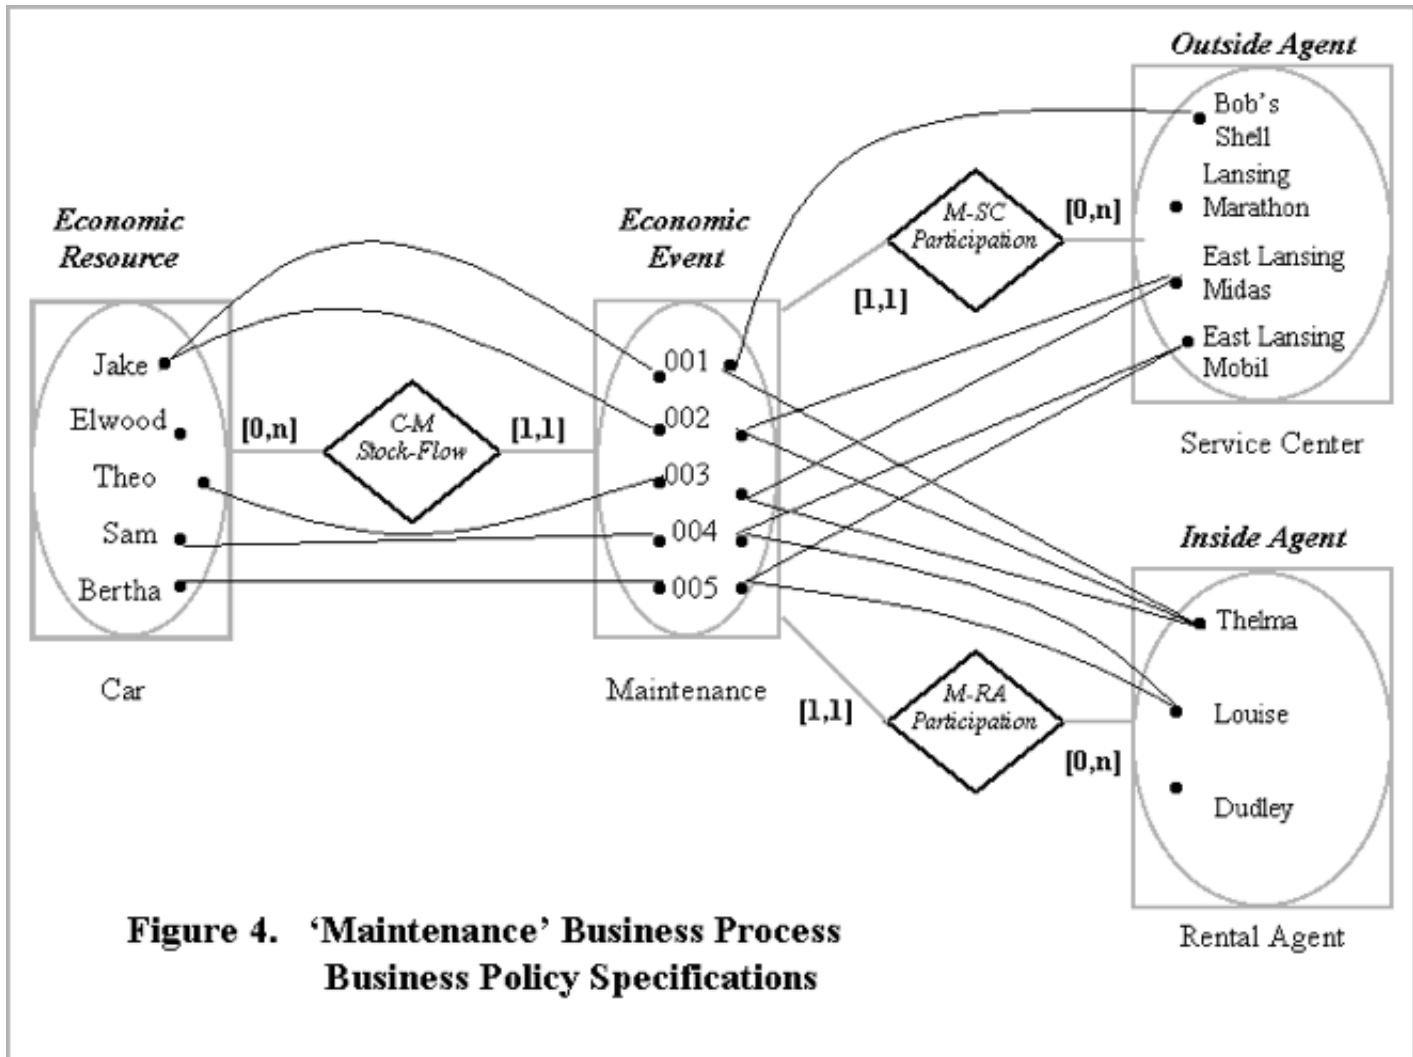 Outside Agent
Bob's
Shell
Lansing
Marathon
East Lansing
Midas
East Lansing
Mobil
Service Center
Economic
Resource
Jake
Elwood
Theo
Sam
Bertha
Car
[0,n]
C-M
Stock-Flow
[1,1]
Economic
Event
001
002
003
004
005
Maintenance
M-SC
Participation
[0,n]
[1,1]
Inside Agent
Thelma
Louise
Dudley
Rental Agent
[1,1]
M-RA
Participation
[0,n]
Figure 4. ‘Maintenance’ Business Process
Business Policy Specifications